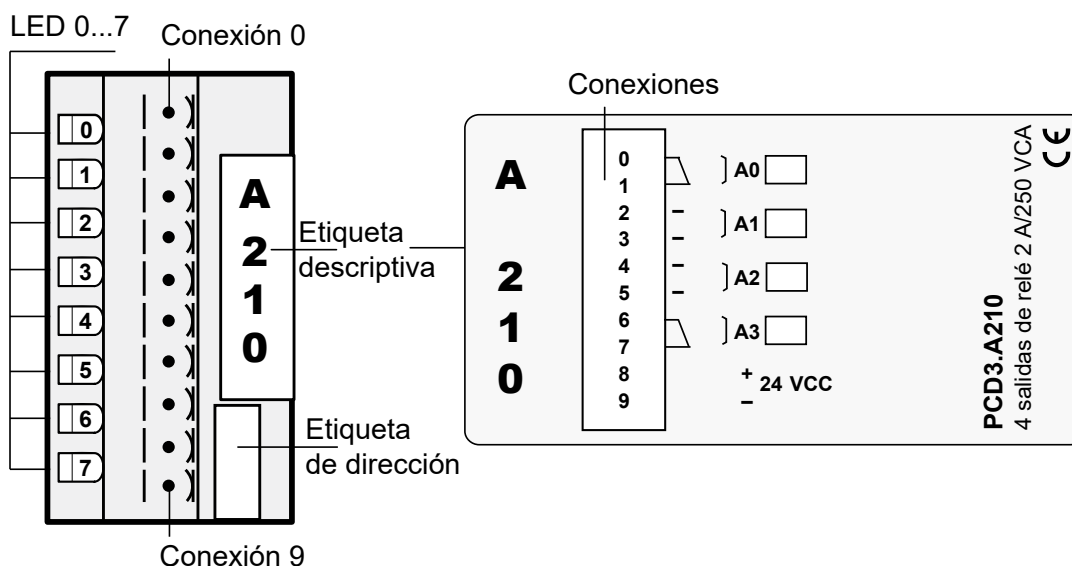 LED 0...7
Conexión 0
0
1
2
3
4
5
6
7
A
2
1
0
Etiqueta
descriptiva
Etiqueta
de dirección
Conexión 9
Conexiones
A
2
1
0
0
1
2 –
3 –
4 –
5 –
6
7
8 +
9 –
A0
A1
A2
A3
24 VCC
PCD3.A210
4 salidas de relé 2 A/250 VCA
CE